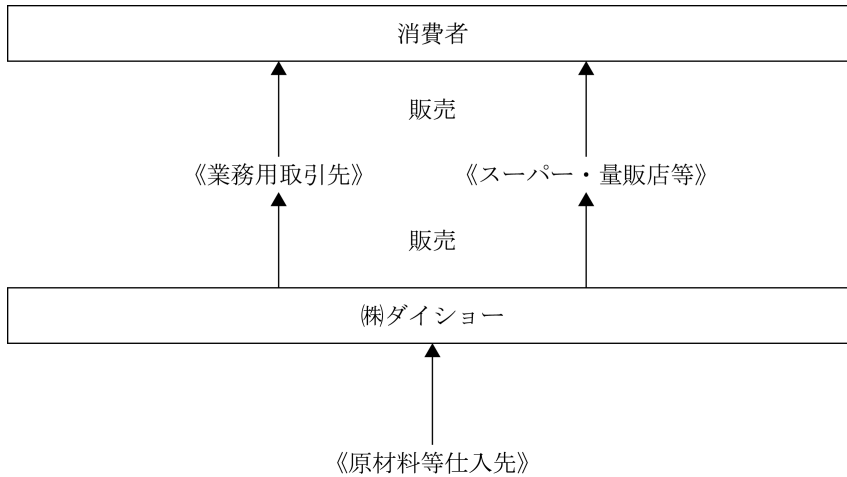 消費者
販売
《業務用取引先》 《スーパー・量販店等》
販売
㈱ダイショー
《原材料等仕入先》